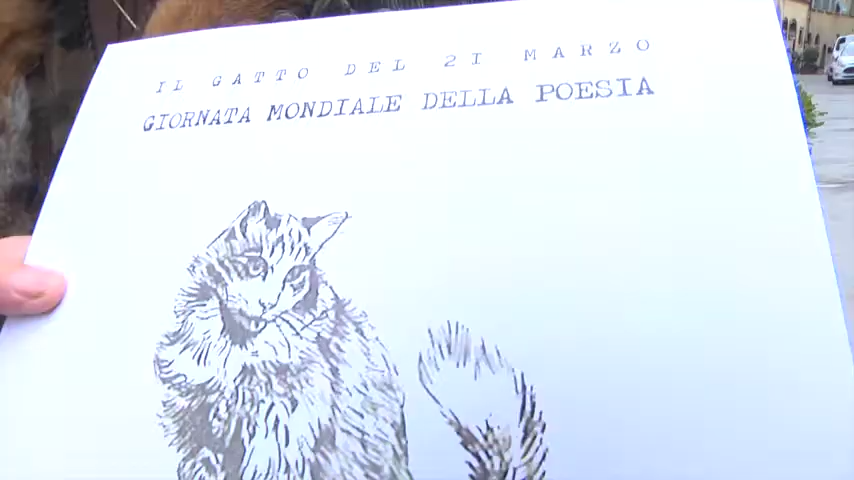 IL GATTO DEL 21 MARZO
GIORNATA MONDIALE DELLA POESIA